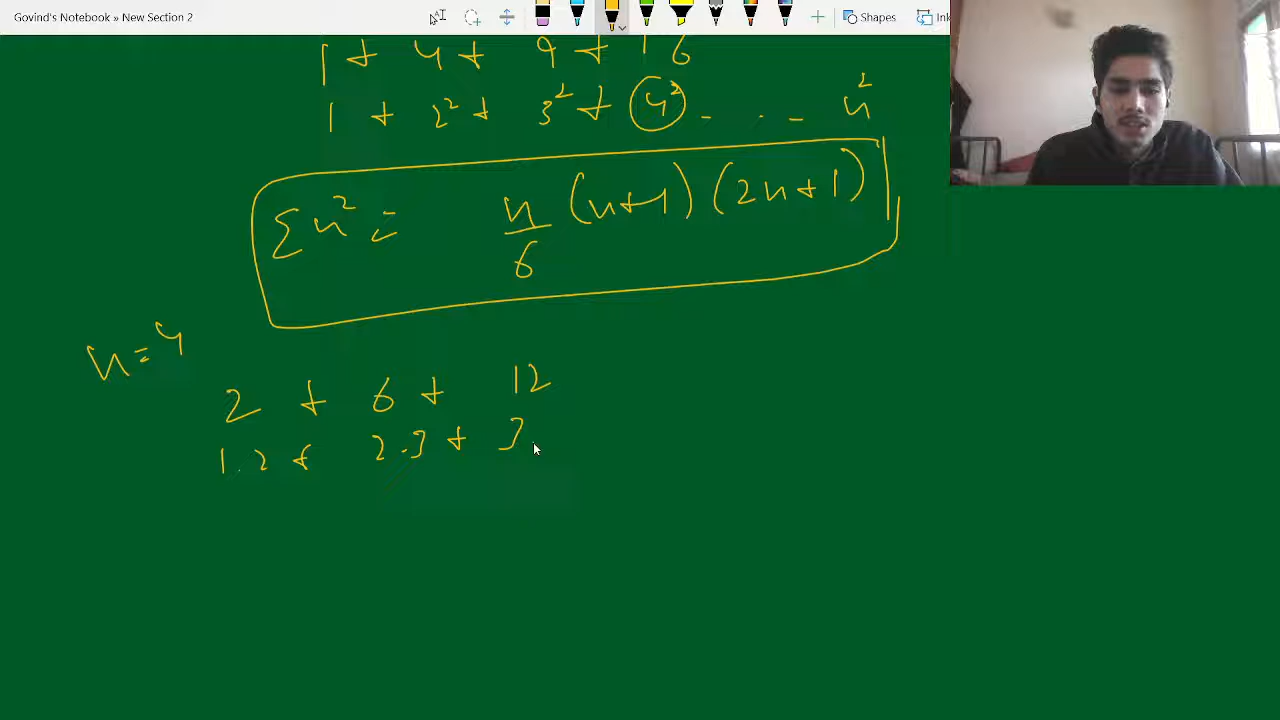 Govind's Notebook » New Section 2
Shapes
Ink
1 + 4 + 9 + 16
1 + 2² + 3² + 4² - . . - n²
Σn² = n/6 (n+1) (2n+1)
n=4
2 + 6 + 12
1.2 + 2.3 + 3